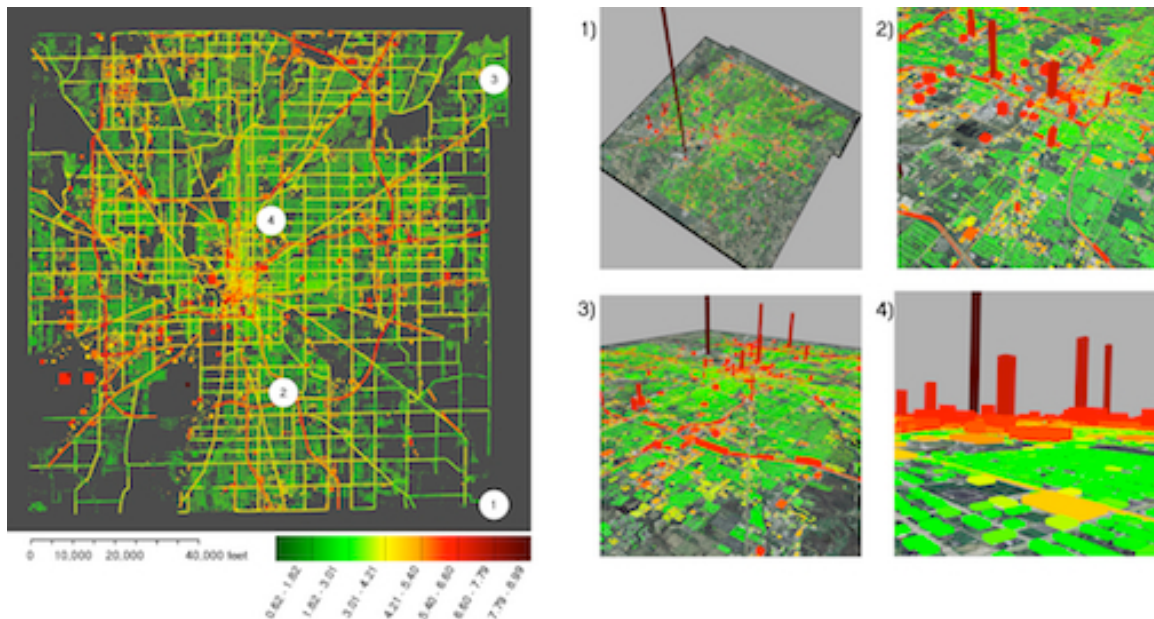 1)
2)
3
4
2
1
3)
4)
0 10,000 20,000 40,000 feet
0.62 - 1.82
1.82 - 3.01
3.01 - 4.21
4.21 - 5.40
5.40 - 6.60
6.60 - 7.79
7.79 - 8.99